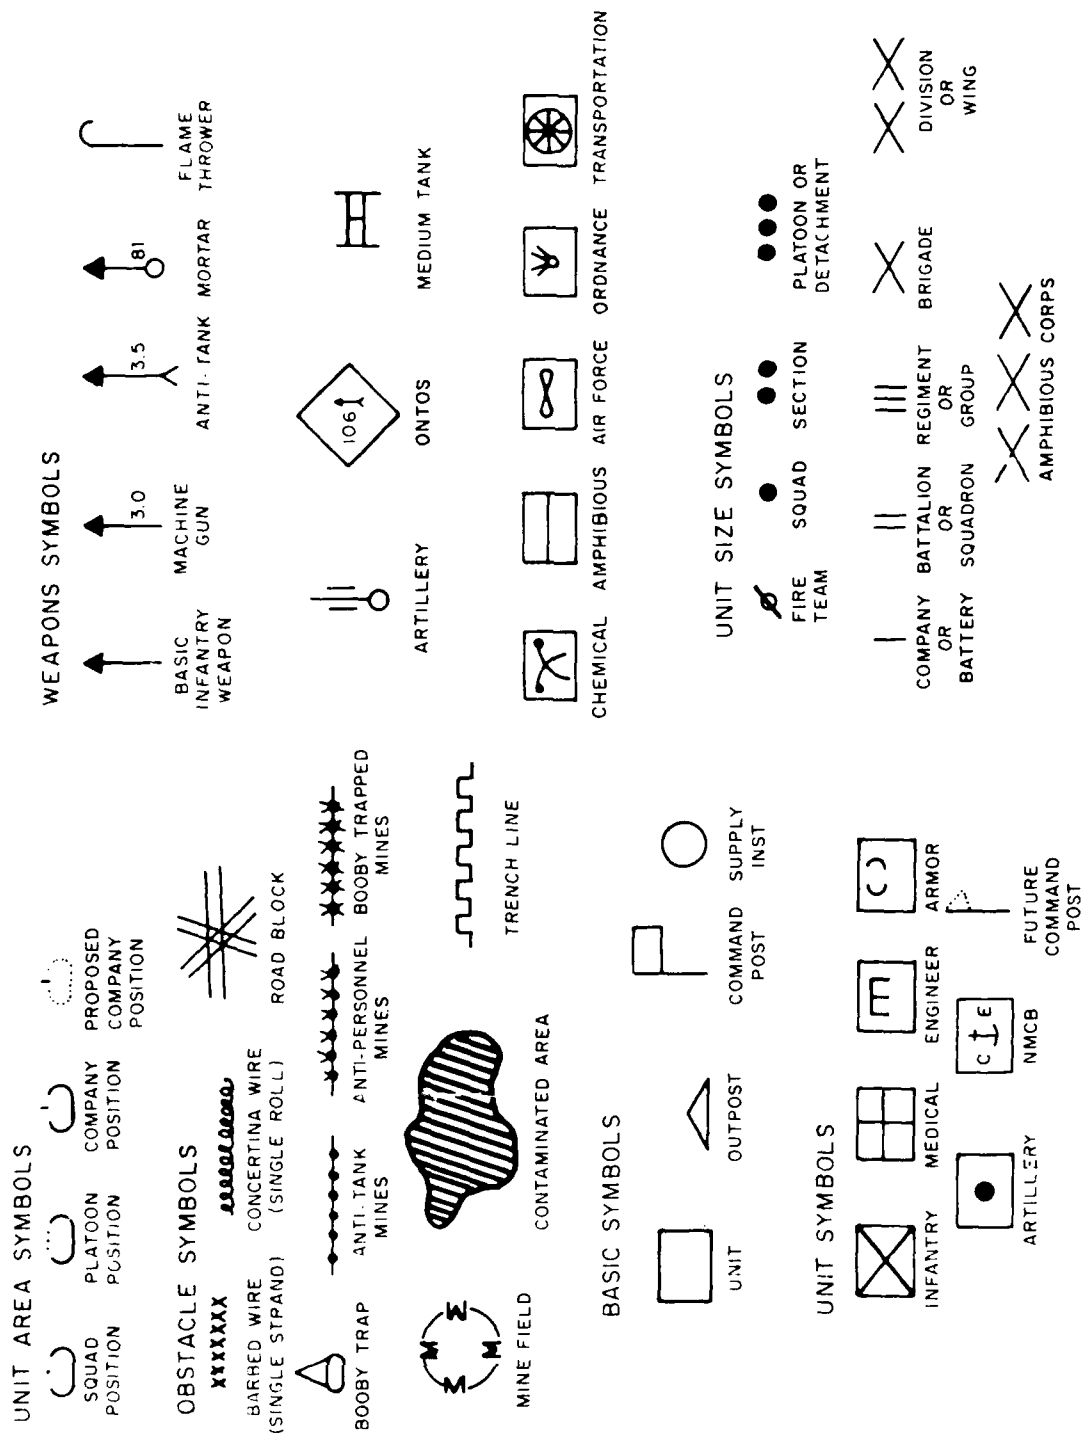 UNIT AREA SYMBOLS
SQUAD
POSITION
PLATOON
POSITION
COMPANY
POSITION
PROPOSED
COMPANY
POSITION
OBSTACLE SYMBOLS
xxxxxxx
BARBED WIRE
(SINGLE STRAND)
CONCERTINA WIRE
(SINGLE ROLL)
ROAD BLOCK
BOOBY TRAP
ANTI-TANK
MINES
ANTI-PERSONNEL
MINES
BOOBY TRAPPED
MINES
M
M
M
M
MINE FIELD
CONTAMINATED AREA
TRENCH LINE
BASIC SYMBOLS
UNIT
OUTPOST
COMMAND
POST
SUPPLY
INST
UNIT SYMBOLS
INFANTRY
MEDICAL
E
ENGINEER
ARMOR
ARTILLERY
C E
NMCB
FUTURE
COMMAND
POST
WEAPONS SYMBOLS
BASIC
INFANTRY
WEAPON
3.0
MACHINE
GUN
3.5
ANTI-TANK
81
MORTAR
FLAME
THROWER
ARTILLERY
106
ONTOS
MEDIUM TANK
CHEMICAL
AMPHIBIOUS
AIR FORCE
ORDNANCE
TRANSPORTATION
UNIT SIZE SYMBOLS
FIRE
TEAM
SQUAD
SECTION
PLATOON OR
DETACHMENT
COMPANY
OR
BATTERY
BATTALION
OR
SQUADRON
REGIMENT
OR
GROUP
BRIGADE
DIVISION
OR
WING
AMPHIBIOUS CORPS